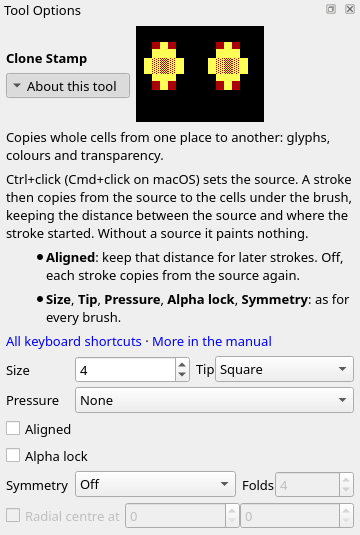 Tool Options
Clone Stamp
About this tool
Copies whole cells from one place to another: glyphs,
colours and transparency.
Ctrl+click (Cmd+click on macOS) sets the source. A stroke
then copies from the source to the cells under the brush,
keeping the distance between the source and where the
stroke started. Without a source it paints nothing.
• Aligned: keep that distance for later strokes. Off,
each stroke copies from the source again.
• Size, Tip, Pressure, Alpha lock, Symmetry: as for
every brush.
All keyboard shortcuts · More in the manual
Size 4 Tip Square
Pressure None
Aligned
Alpha lock
Symmetry Off Folds 4
Radial centre at 0 0